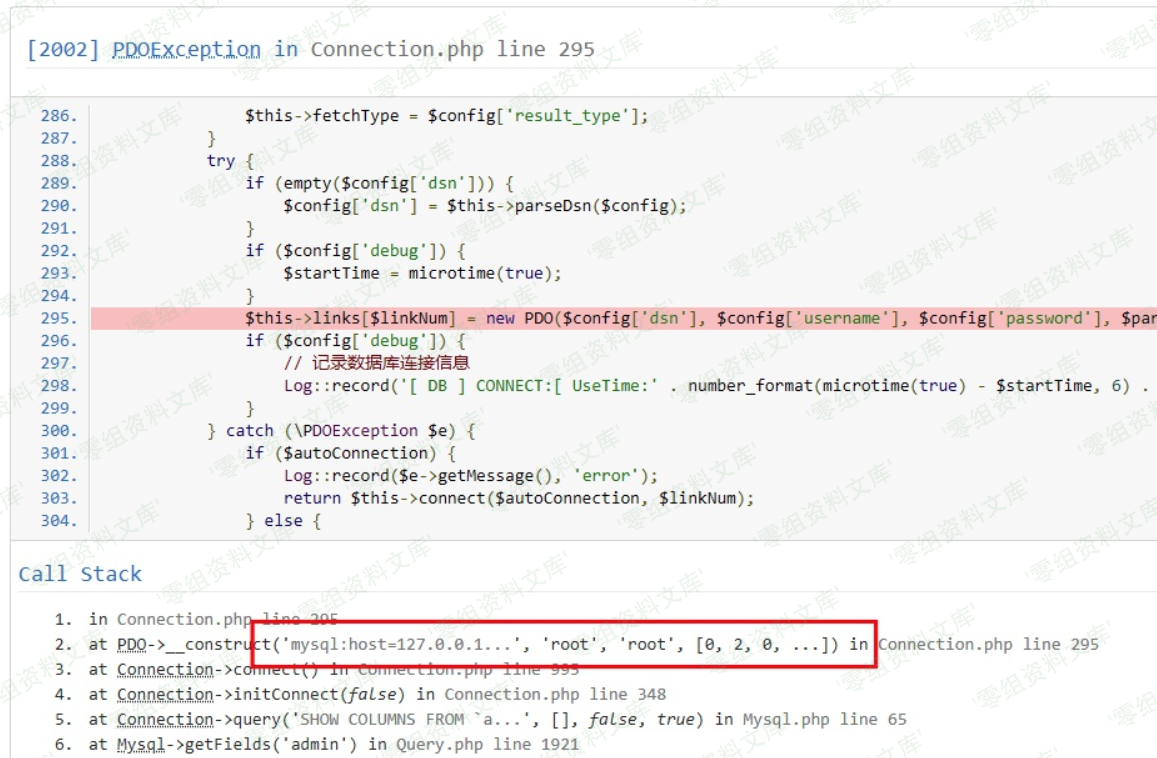 [2002] PDOException in Connection.php line 295
286. $this->fetchType = $config['result_type'];
287. }
288. try {
289. if (empty($config['dsn'])) {
290. $config['dsn'] = $this->parseDsn($config);
291. }
292. if ($config['debug']) {
293. $startTime = microtime(true);
294. }
295. $this->links[$linkNum] = new PDO($config['dsn'], $config['username'], $config['password'], $par
296. if ($config['debug']) {
297. // 记录数据库连接信息
298. Log::record('[ DB ] CONNECT:[ UseTime:' . number_format(microtime(true) - $startTime, 6) .
299. }
300. } catch (\PDOException $e) {
301. if ($autoConnection) {
302. Log::record($e->getMessage(), 'error');
303. return $this->connect($autoConnection, $linkNum);
304. } else {
Call Stack
1. in Connection.php line 295
2. at PDO->__construct('mysql:host=127.0.0.1...', 'root', 'root', [0, 2, 0, ...]) in Connection.php line 295
3. at Connection->connect() in Connection.php line 995
4. at Connection->initConnect(false) in Connection.php line 348
5. at Connection->query('SHOW COLUMNS FROM `a...', [], false, true) in Mysql.php line 65
6. at Mysql->getFields('admin') in Query.php line 1921
'零组资料文库'